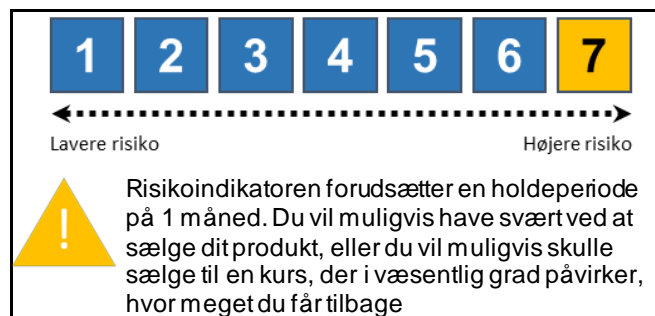 1 2 3 4 5 6 7
Lavere risiko Højere risiko
! Risikoindikatoren forudsætter en holdeperiode
på 1 måned. Du vil muligvis have svært ved at
sælge dit produkt, eller du vil muligvis skulle
sælge til en kurs, der i væsentlig grad påvirker,
hvor meget du får tilbage